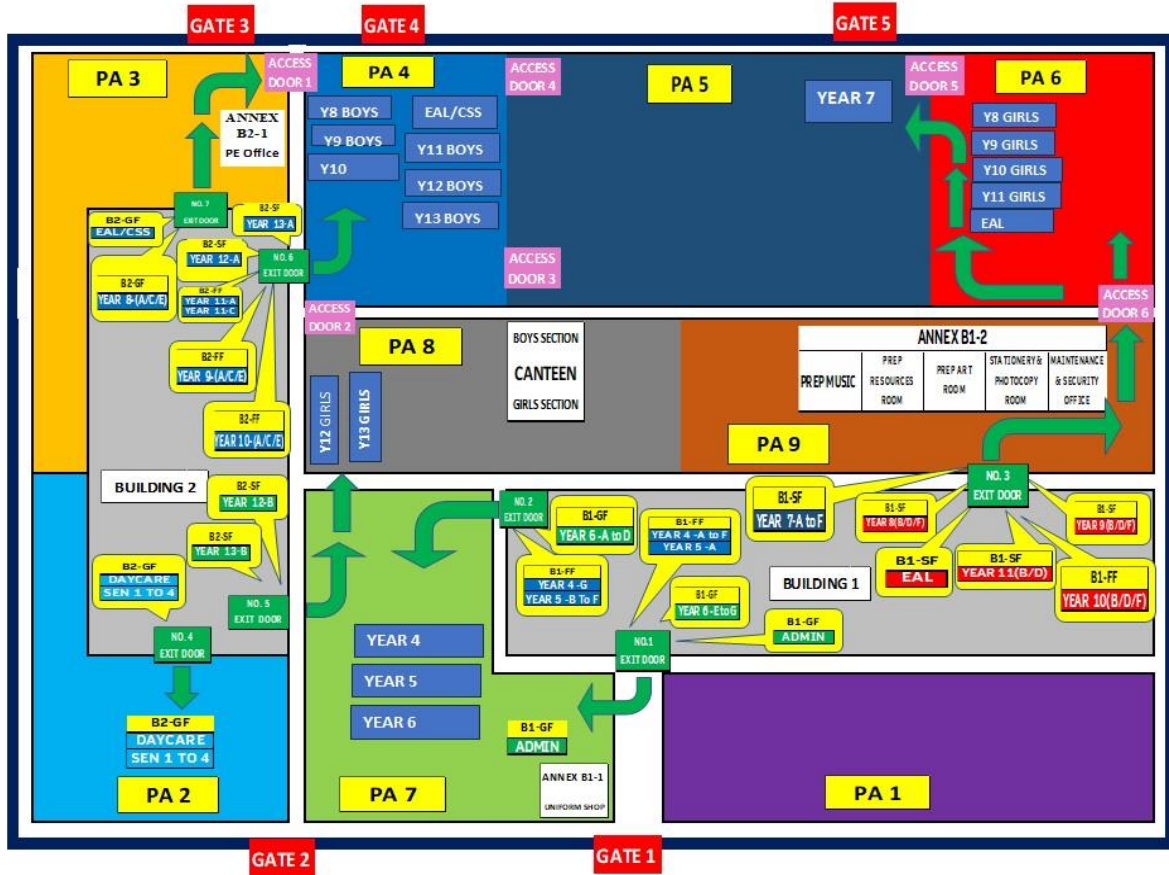 GATE 3
GATE 4
GATE 5
PA 3
ACCESS
DOOR 1
PA 4
ACCESS
DOOR 4
PA 5
ACCESS
DOOR 5
PA 6
ANNEX
B2-1
PE Office
Y8 BOYS
Y9 BOYS
Y10
EAL/CSS
Y11 BOYS
Y12 BOYS
Y13 BOYS
YEAR 7
Y8 GIRLS
Y9 GIRLS
Y10 GIRLS
Y11 GIRLS
EAL
NO. 7
EXIT DOOR
B2-SF
YEAR 13-A
B2-GF
EAL/CSS
B2-SF
YEAR 12-A
NO. 6
EXIT DOOR
B2-GF
YEAR 8-(A/C/E)
B2-FF
YEAR 11-A
YEAR 11-C
B2-FF
YEAR 9-(A/C/E)
B2-FF
YEAR 10-(A/C/E)
ACCESS
DOOR 3
ACCESS
DOOR 2
ACCESS
DOOR 6
PA 8
BOYS SECTION
CANTEEN
GIRLS SECTION
Y12 GIRLS
Y13 GIRLS
ANNEX B1-2
PREP MUSIC
PREP
RESOURCES
ROOM
PREP ART
ROOM
STATIONERY &
PHOTOCOPY
ROOM
MAINTENANCE
& SECURITY
OFFICE
PA 9
BUILDING 2
B2-SF
YEAR 12-B
B2-SF
YEAR 13-B
B2-GF
DAYCARE
SEN 1 TO 4
NO. 5
EXIT DOOR
NO. 4
EXIT DOOR
NO. 2
EXIT DOOR
B1-GF
YEAR 6 -A to D
B1-FF
YEAR 4 -G
YEAR 5 -B To F
B1-FF
YEAR 4 -A to F
YEAR 5 -A
B1-GF
YEAR 6 -E to G
B1-SF
YEAR 7-A to F
B1-SF
YEAR 8(B/D/F)
NO. 3
EXIT DOOR
B1-SF
YEAR 9(B/D/F)
BUILDING 1
B1-SF
EAL
B1-SF
YEAR 11(B/D)
B1-FF
YEAR 10(B/D/F)
B1-GF
ADMIN
NO.1
EXIT DOOR
YEAR 4
YEAR 5
YEAR 6
B1-GF
ADMIN
ANNEX B1-1
UNIFORM SHOP
B2-GF
DAYCARE
SEN 1 TO 4
PA 2
PA 7
PA 1
GATE 2
GATE 1